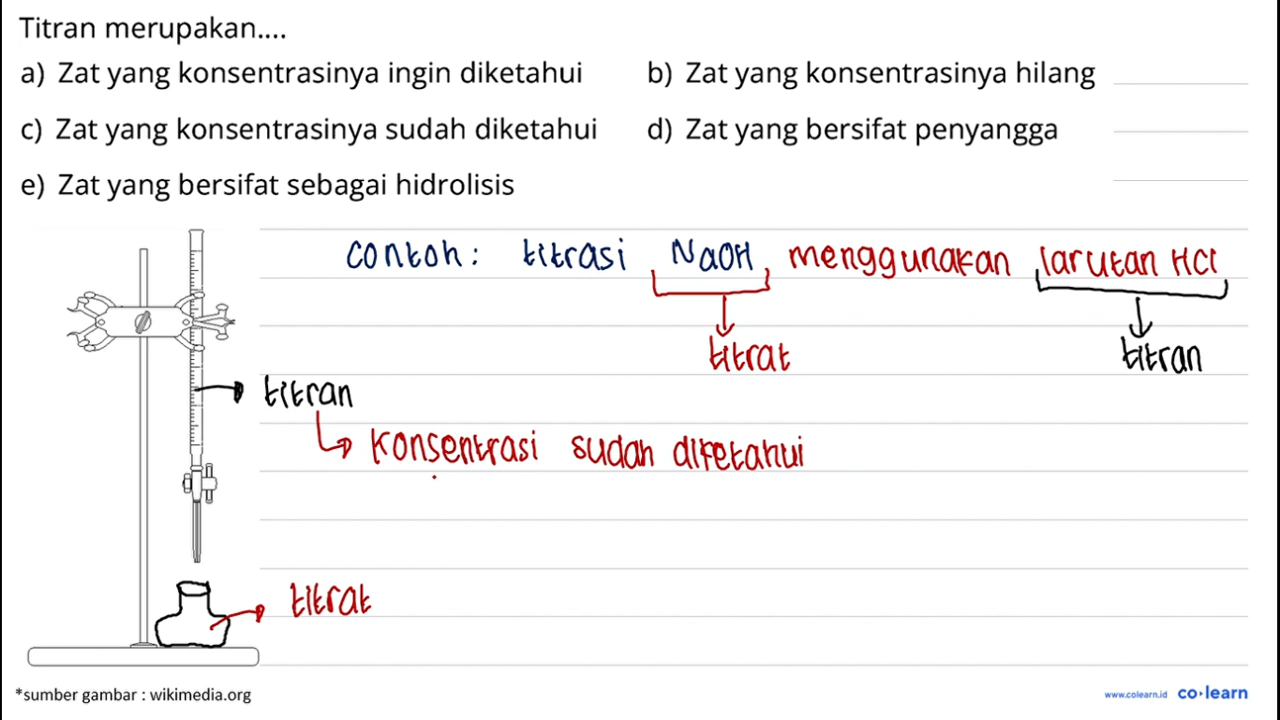 Titran merupakan....
a) Zat yang konsentrasinya ingin diketahui b) Zat yang konsentrasinya hilang
c) Zat yang konsentrasinya sudah diketahui d) Zat yang bersifat penyangga
e) Zat yang bersifat sebagai hidrolisis
contoh: titrasi NaOH menggunakan larutan HCl
titrat titran
titran
Konsentrasi sudah diketahui
titrat
*sumber gambar : wikimedia.org
www.colearn.id co·learn